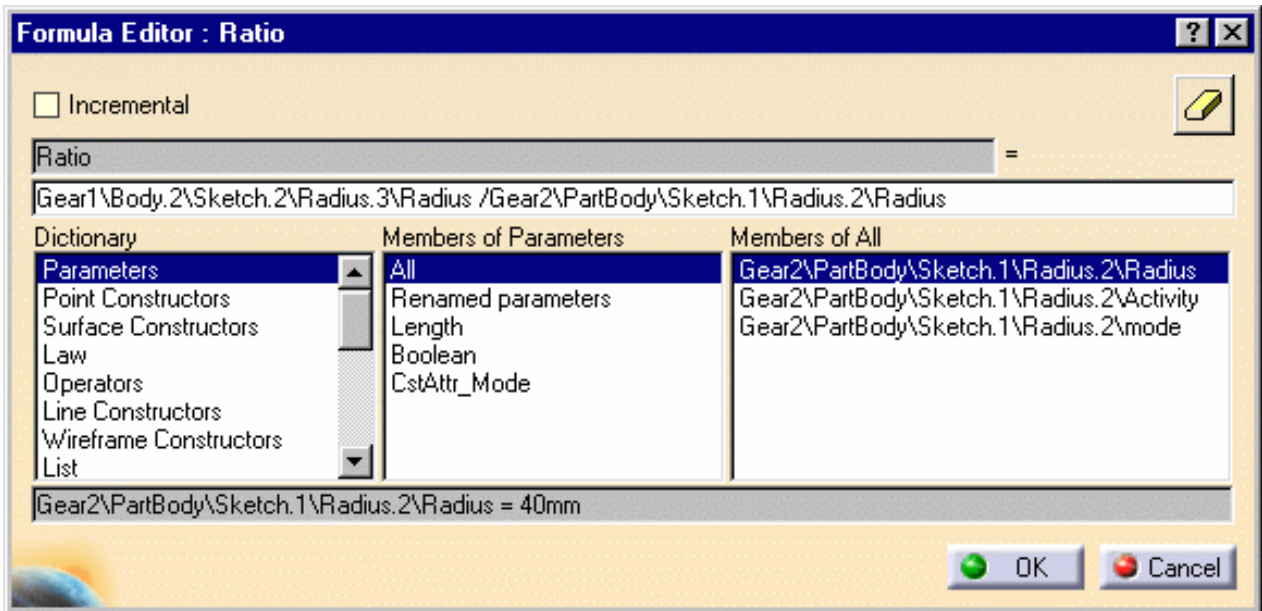 Formula Editor : Ratio
Incremental
Ratio =
Gear1\Body.2\Sketch.2\Radius.3\Radius /Gear2\PartBody\Sketch.1\Radius.2\Radius
Dictionary Members of Parameters Members of All
Parameters All Gear2\PartBody\Sketch.1\Radius.2\Radius
Point Constructors Renamed parameters Gear2\PartBody\Sketch.1\Radius.2\Activity
Surface Constructors Length Gear2\PartBody\Sketch.1\Radius.2\mode
Law Boolean
Operators CstAttr_Mode
Line Constructors
Wireframe Constructors
List
Gear2\PartBody\Sketch.1\Radius.2\Radius = 40mm
OK Cancel